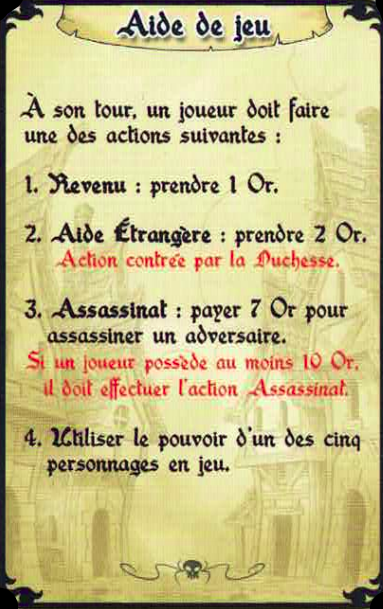 Aide de jeu
À son tour, un joueur doit faire
une des actions suivantes :
1. Revenu : prendre 1 Or.
2. Aide Étrangère : prendre 2 Or.
Action contrée par la Duchesse.
3. Assassinat : payer 7 Or pour
assassiner un adversaire.
Si un joueur possède au moins 10 Or,
il doit effectuer l'action Assassinat.
4. Utiliser le pouvoir d'un des cinq
personnages en jeu.